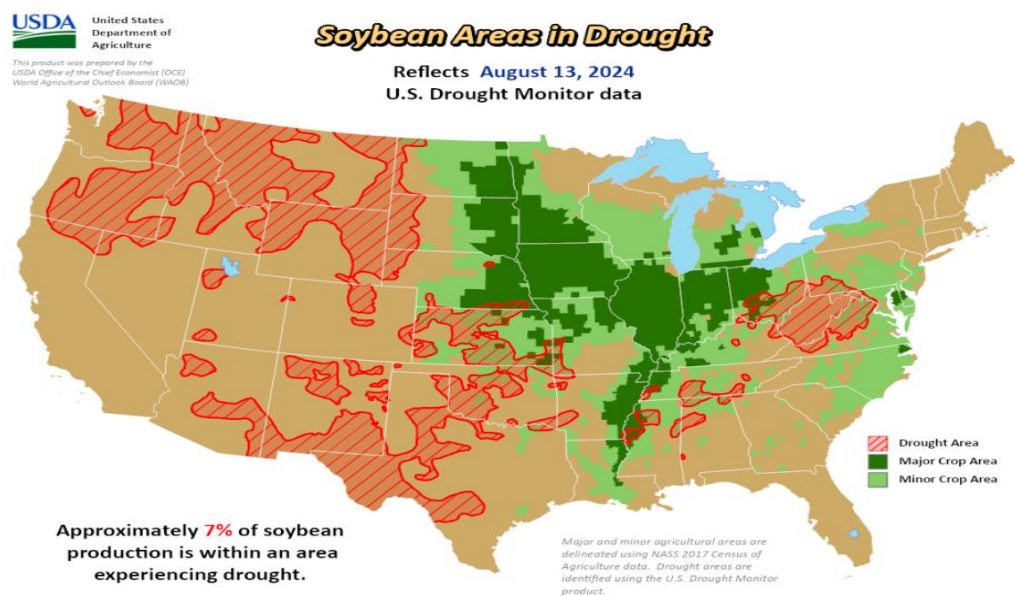 USDA
United States
Department of
Agriculture
This product was prepared by the
USDA Office of the Chief Economist (OCE)
World Agricultural Outlook Board (WAOB)
Soybean Areas in Drought
Reflects August 13, 2024
U.S. Drought Monitor data
Drought Area
Major Crop Area
Minor Crop Area
Approximately 7% of soybean
production is within an area
experiencing drought.
Major and minor agricultural areas are
delineated using NASS 2017 Census of
Agriculture data. Drought areas are
identified using the U.S. Drought Monitor
product.